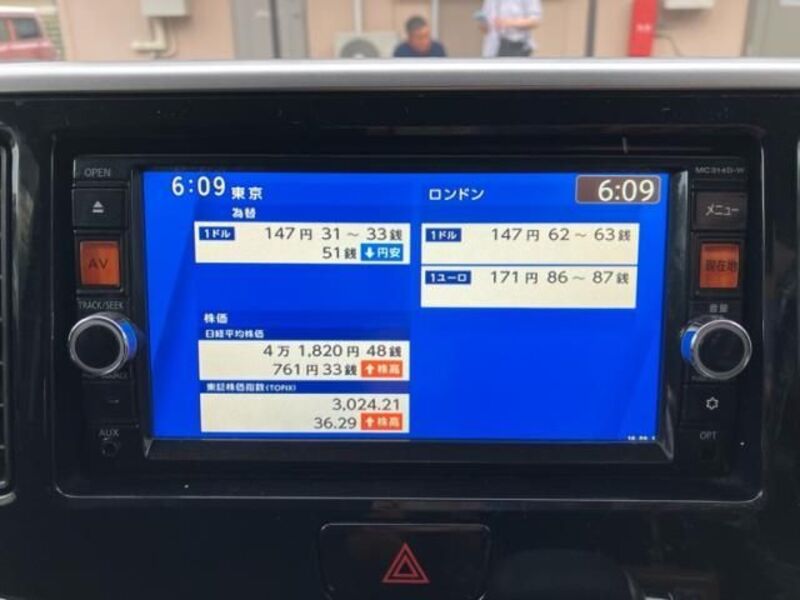 OPEN
MC314D-W
6:09 東京
為替
1ドル 147円 31～33銭
51銭 ↓円安
株価
日経平均株価
4万1,820円48銭
761円33銭 ↑株高
東証株価指数(TOPIX)
3,024.21
36.29 ↑株高
ロンドン
6:09
1ドル 147円 62～63銭
1ユーロ 171円 86～87銭
AV
TRACK/SEEK
AUX
メニュー
現在地
音量
OPT